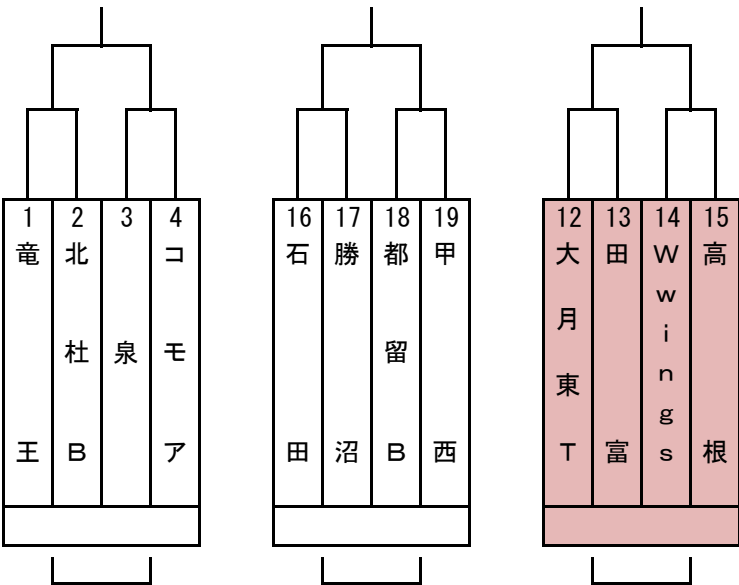 1 竜王
2 北杜B
3 泉
4 コモア
16 石田
17 勝沼
18 都留B
19 甲西
12 大月東T
13 田富
14 Wwings
15 高根